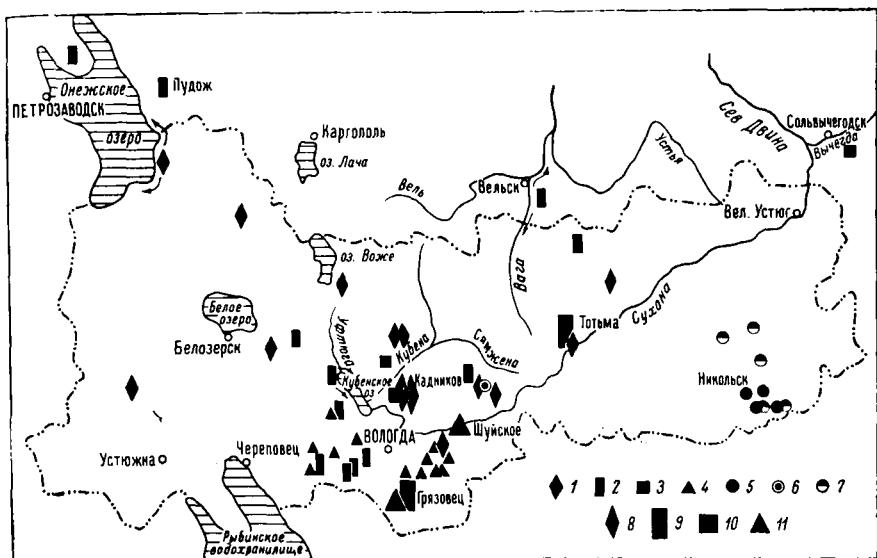 Пудож
Онежское
ПЕТРОЗАВОДСК
озеро
Каргополь
оз. Лача
Сев Двина
Сольвычегодск
Вычегда
Устья
Вель
Вельск
Вел. Устюг
оз. Воже
Вага
Белое
озеро
Белозерск
Тотьма
Сухона
Кубена
Сямжена
Уфтюга
Кубенское
оз
Кадников
Никольск
ВОЛОГДА
Шуйское
Устюжна
Череповец
Грязовец
Рыбинское
водохранилище
1 2 3 4 5 6 7
8 9 10 11